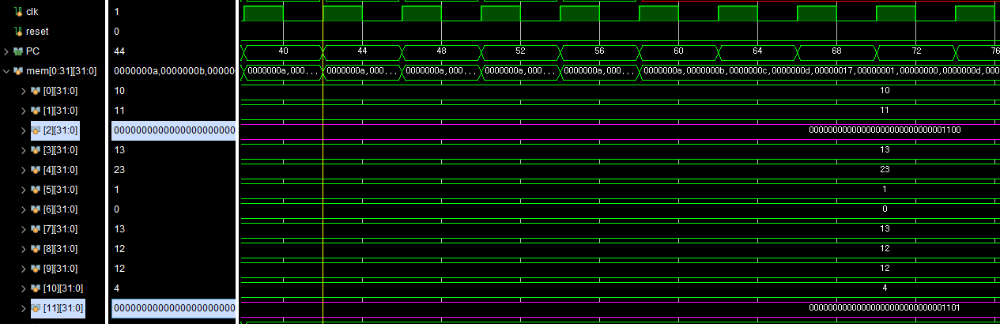 clk 1
reset 0
PC 44 40 44 48 52 56 60 64 68 72 76
mem[0:31][31:0] 0000000a,0000000b,00000 0000000a,000... 0000000a,000... 0000000a,000... 0000000a,000... 0000000a,000... 0000000a,0000000b,0000000c,0000000d,00000017,00000001,00000000,0000000d,000
[0][31:0] 10 10
[1][31:0] 11 11
[2][31:0] 00000000000000000000000 00000000000000000000000000001100
[3][31:0] 13 13
[4][31:0] 23 23
[5][31:0] 1 1
[6][31:0] 0 0
[7][31:0] 13 13
[8][31:0] 12 12
[9][31:0] 12 12
[10][31:0] 4 4
[11][31:0] 00000000000000000000000 00000000000000000000000000001101